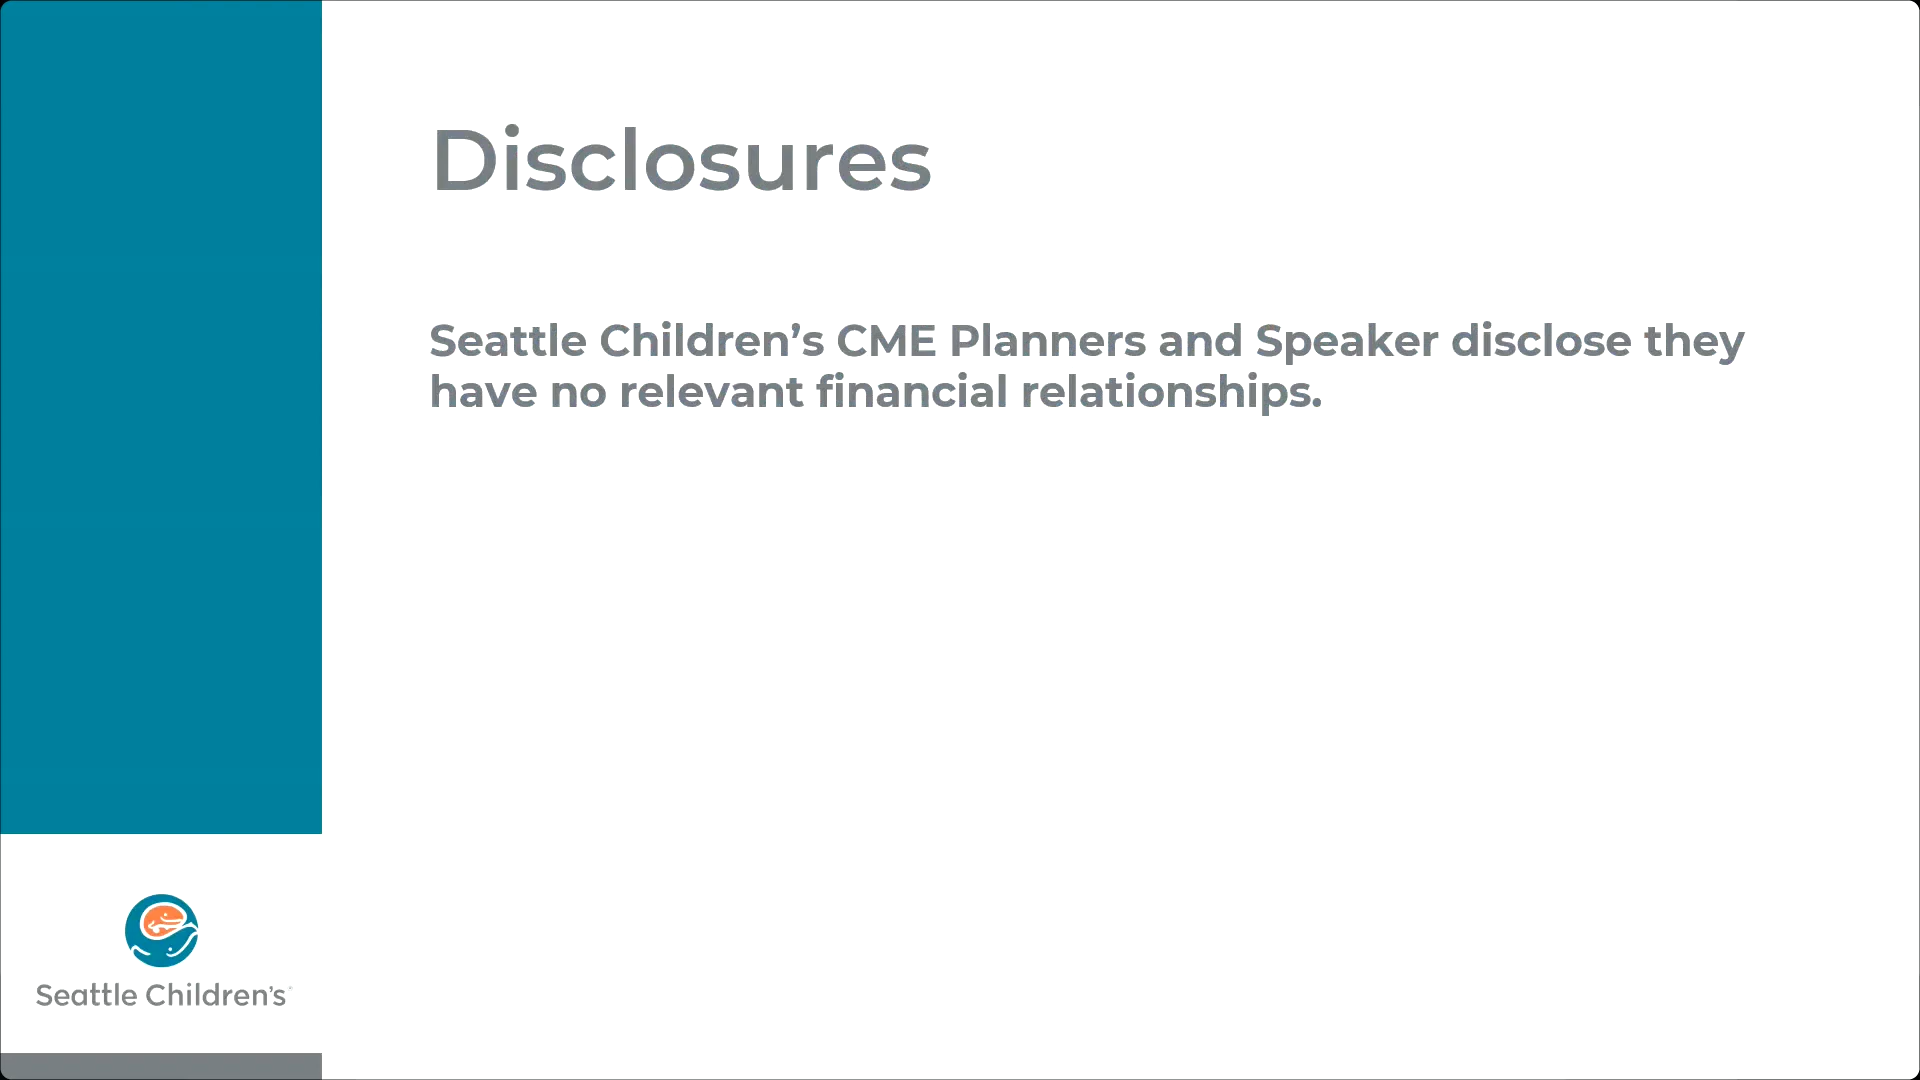 Disclosures
Seattle Children’s CME Planners and Speaker disclose they
have no relevant financial relationships.
Seattle Children’s